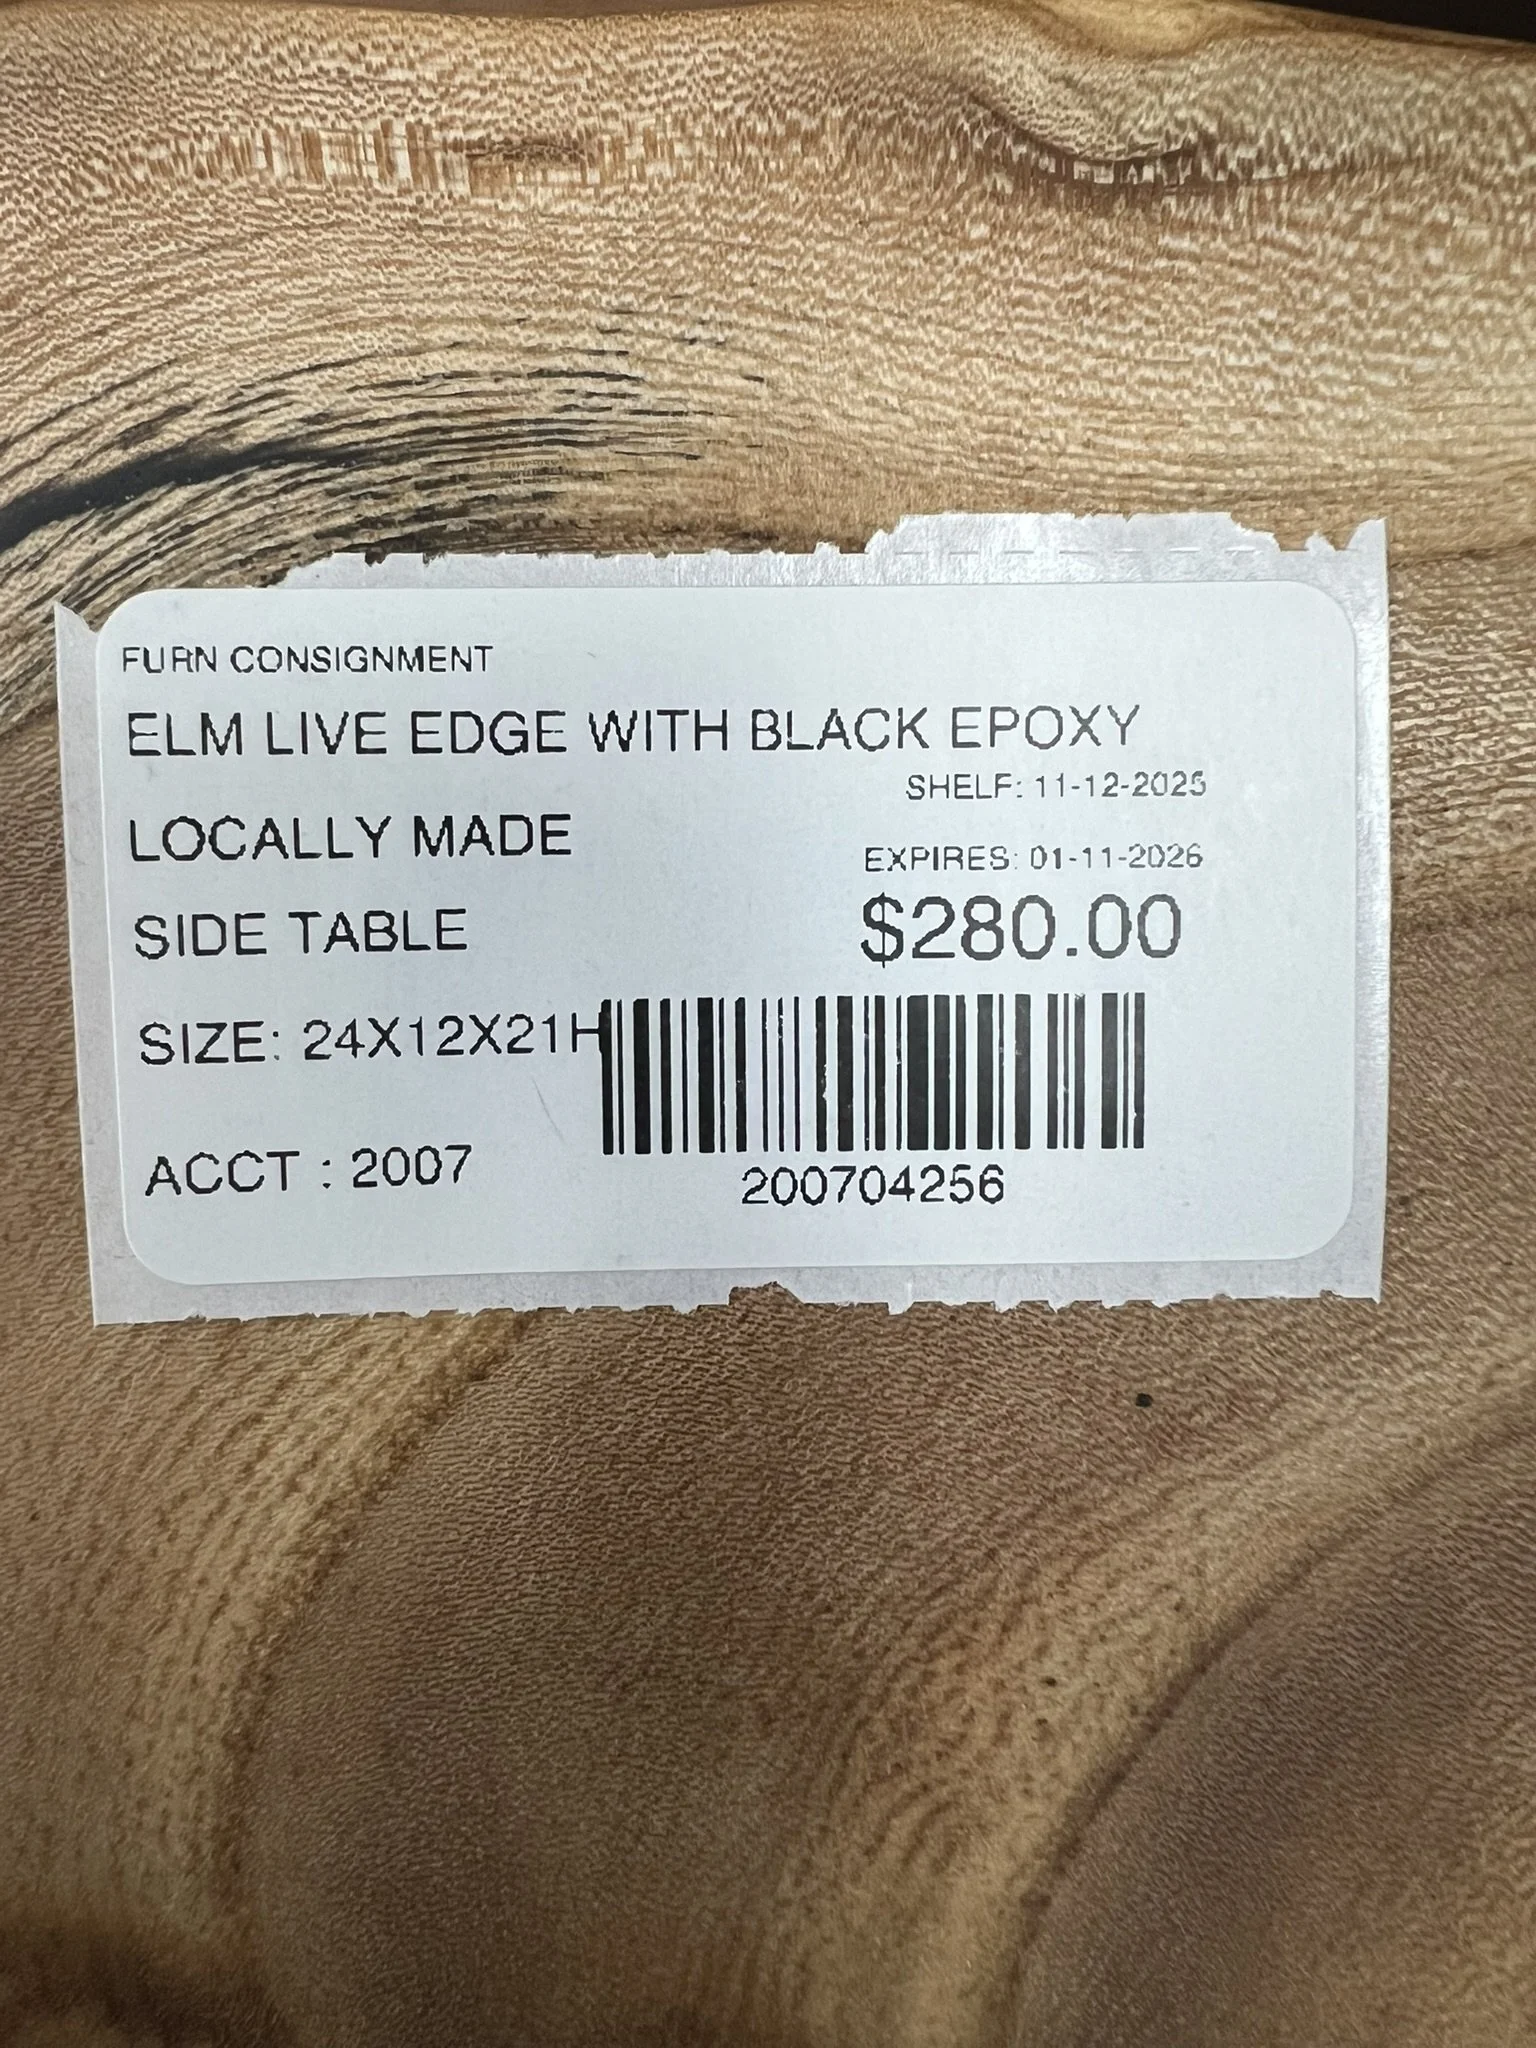 FURN CONSIGNMENT
ELM LIVE EDGE WITH BLACK EPOXY
SHELF: 11-12-2025
LOCALLY MADE
EXPIRES: 01-11-2026
SIDE TABLE
$280.00
SIZE: 24X12X21H
ACCT : 2007
200704256